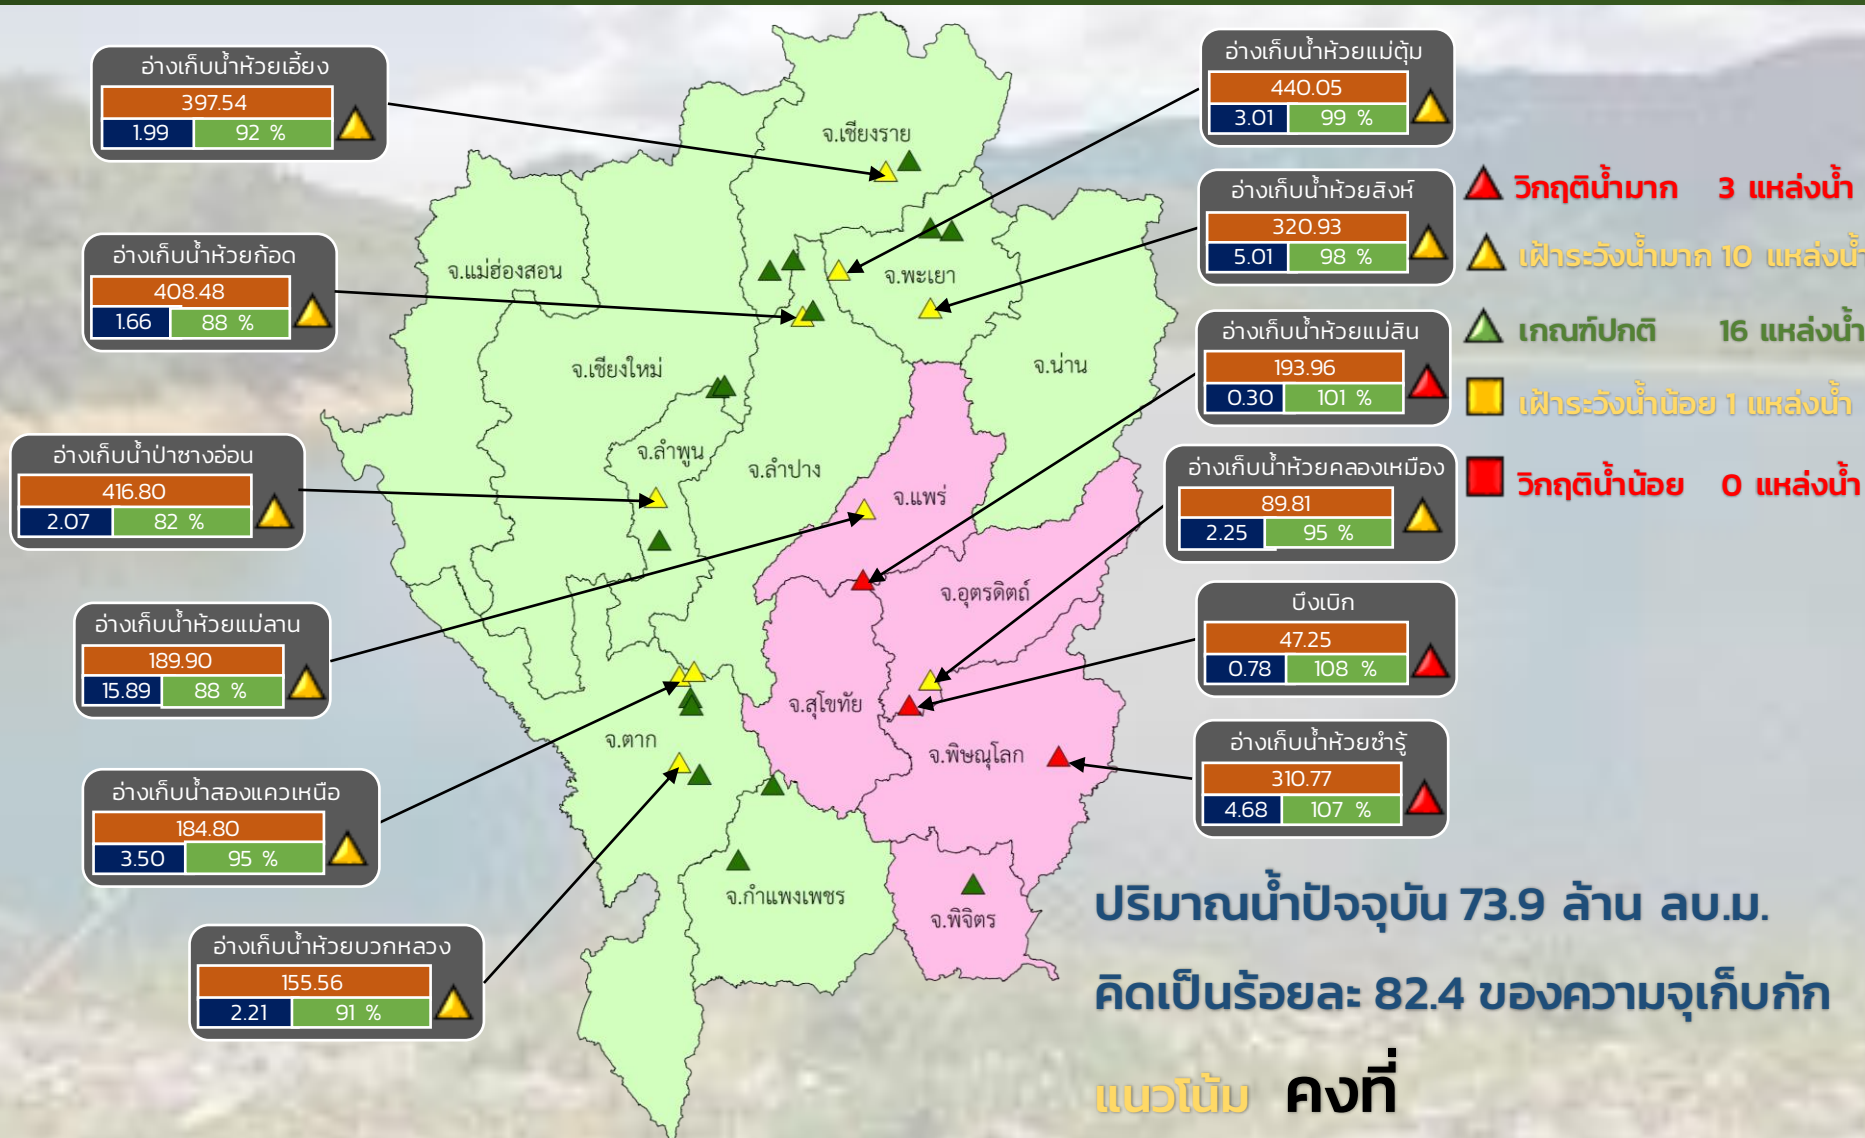 อ่างเก็บน้ำห้วยเอี้ยง
397.54
1.99 92 %
อ่างเก็บน้ำห้วยก้อด
408.48
1.66 88 %
อ่างเก็บน้ำป่าซางอ่อน
416.80
2.07 82 %
อ่างเก็บน้ำห้วยแม่ลาน
189.90
15.89 88 %
อ่างเก็บน้ำสองแควเหนือ
184.80
3.50 95 %
อ่างเก็บน้ำห้วยบวกหลวง
155.56
2.21 91 %
จ.เชียงราย
จ.แม่ฮ่องสอน
จ.พะเยา
จ.เชียงใหม่
จ.น่าน
จ.ลำพูน
จ.ลำปาง
จ.แพร่
จ.อุตรดิตถ์
จ.สุโขทัย
จ.ตาก
จ.พิษณุโลก
จ.กำแพงเพชร
จ.พิจิตร
อ่างเก็บน้ำห้วยแม่ตุ้ม
440.05
3.01 99 %
อ่างเก็บน้ำห้วยสิงห์
320.93
5.01 98 %
อ่างเก็บน้ำห้วยแม่สิน
193.96
0.30 101 %
อ่างเก็บน้ำห้วยคลองเหมือง
89.81
2.25 95 %
บึงเบิก
47.25
0.78 108 %
อ่างเก็บน้ำห้วยซำรู้
310.77
4.68 107 %
วิกฤติน้ำมาก 3 แหล่งน้ำ
เฝ้าระวังน้ำมาก 10 แหล่งน้ำ
เกณฑ์ปกติ 16 แหล่งน้ำ
เฝ้าระวังน้ำน้อย 1 แหล่งน้ำ
วิกฤติน้ำน้อย 0 แหล่งน้ำ
ปริมาณน้ำปัจจุบัน 73.9 ล้าน ลบ.ม.
คิดเป็นร้อยละ 82.4 ของความจุเก็บกัก
แนวโน้ม คงที่